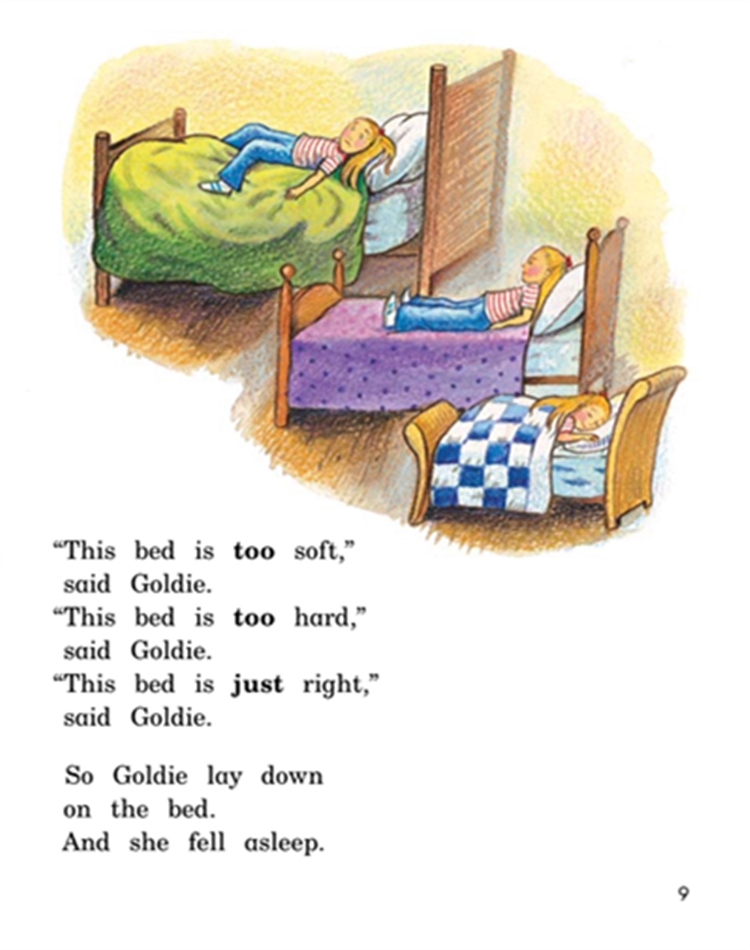 “This bed is too soft,”
said Goldie.
“This bed is too hard,”
said Goldie.
“This bed is just right,”
said Goldie.
So Goldie lay down
on the bed.
And she fell asleep.
9